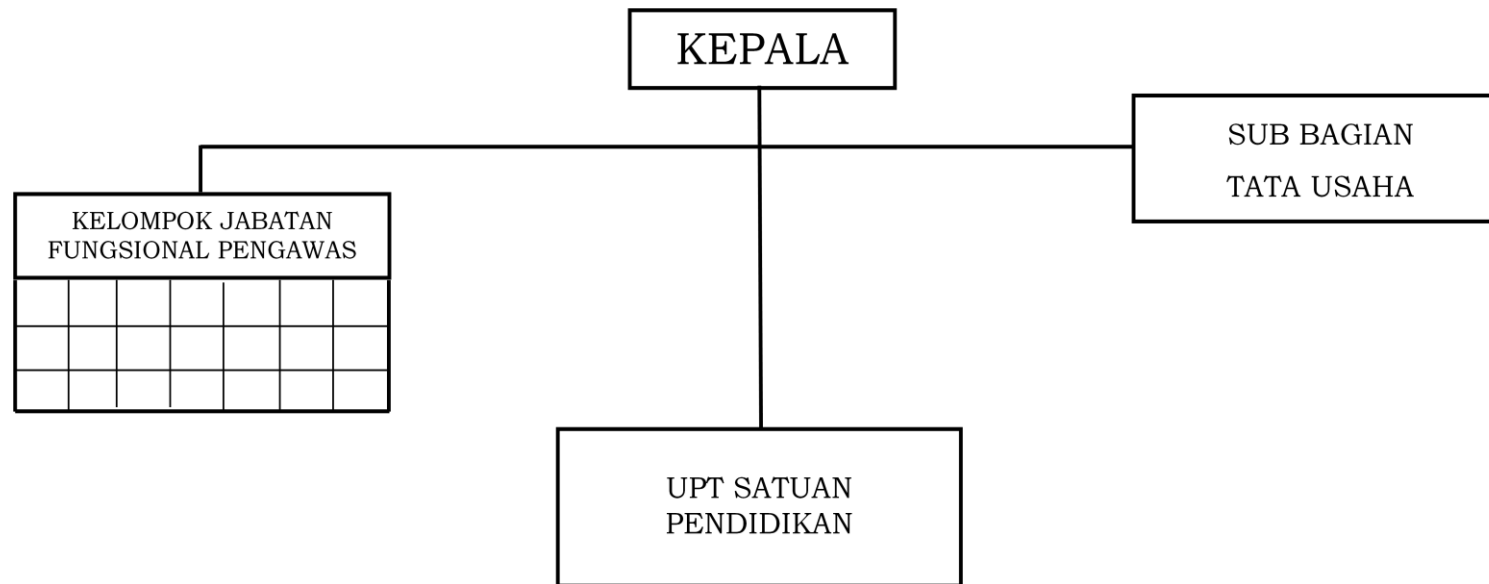 KEPALA
SUB BAGIAN
TATA USAHA
KELOMPOK JABATAN
FUNGSIONAL PENGAWAS
UPT SATUAN
PENDIDIKAN